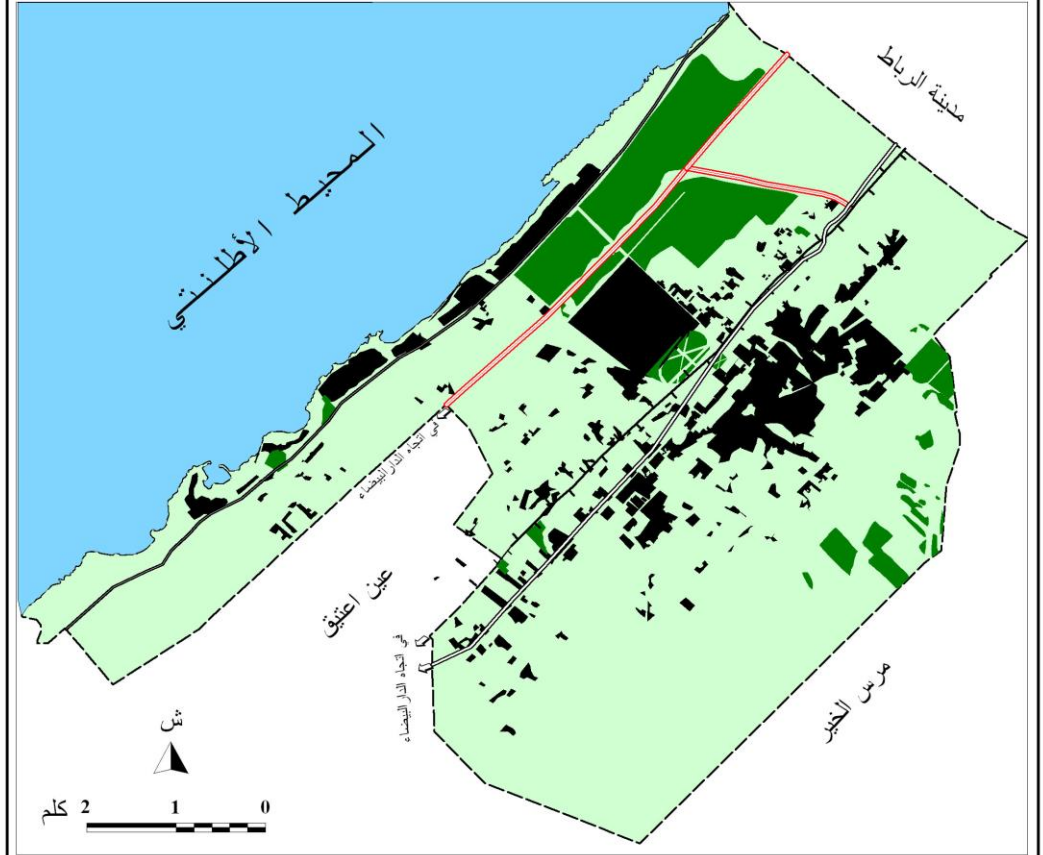 مدينة الرباط
المحيط الأطلنتي
في اتجاه الدار البيضاء
عين اعتيق
في اتجاه الدار البيضاء
مرس الخير
ش
كلم 2 1 0